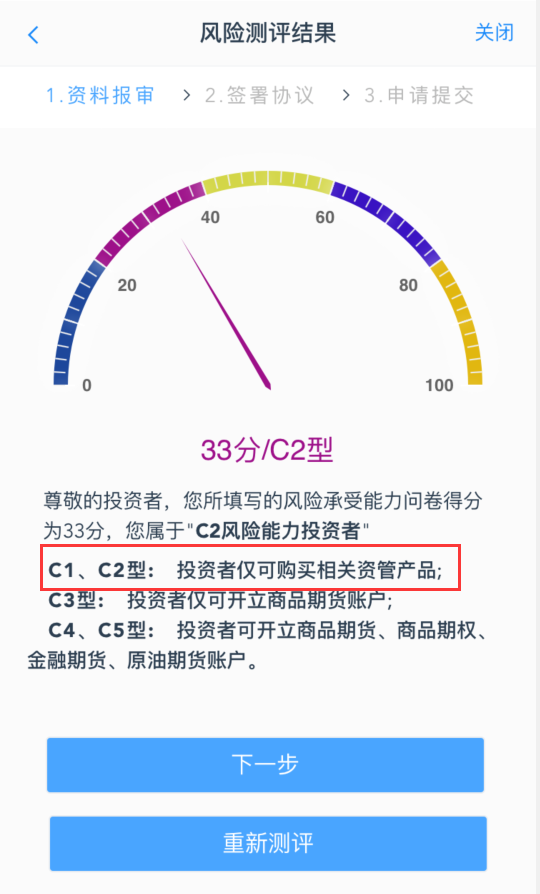 风险测评结果
关闭
1.资料报审 > 2.签署协议 > 3.申请提交
40
60
20
80
0
100
33分/C2型
尊敬的投资者，您所填写的风险承受能力问卷得分
为33分，您属于"C2风险能力投资者"
C1、C2型： 投资者仅可购买相关资管产品;
C3型： 投资者仅可开立商品期货账户;
C4、C5型： 投资者可开立商品期货、商品期权、
金融期货、原油期货账户。
下一步
重新测评